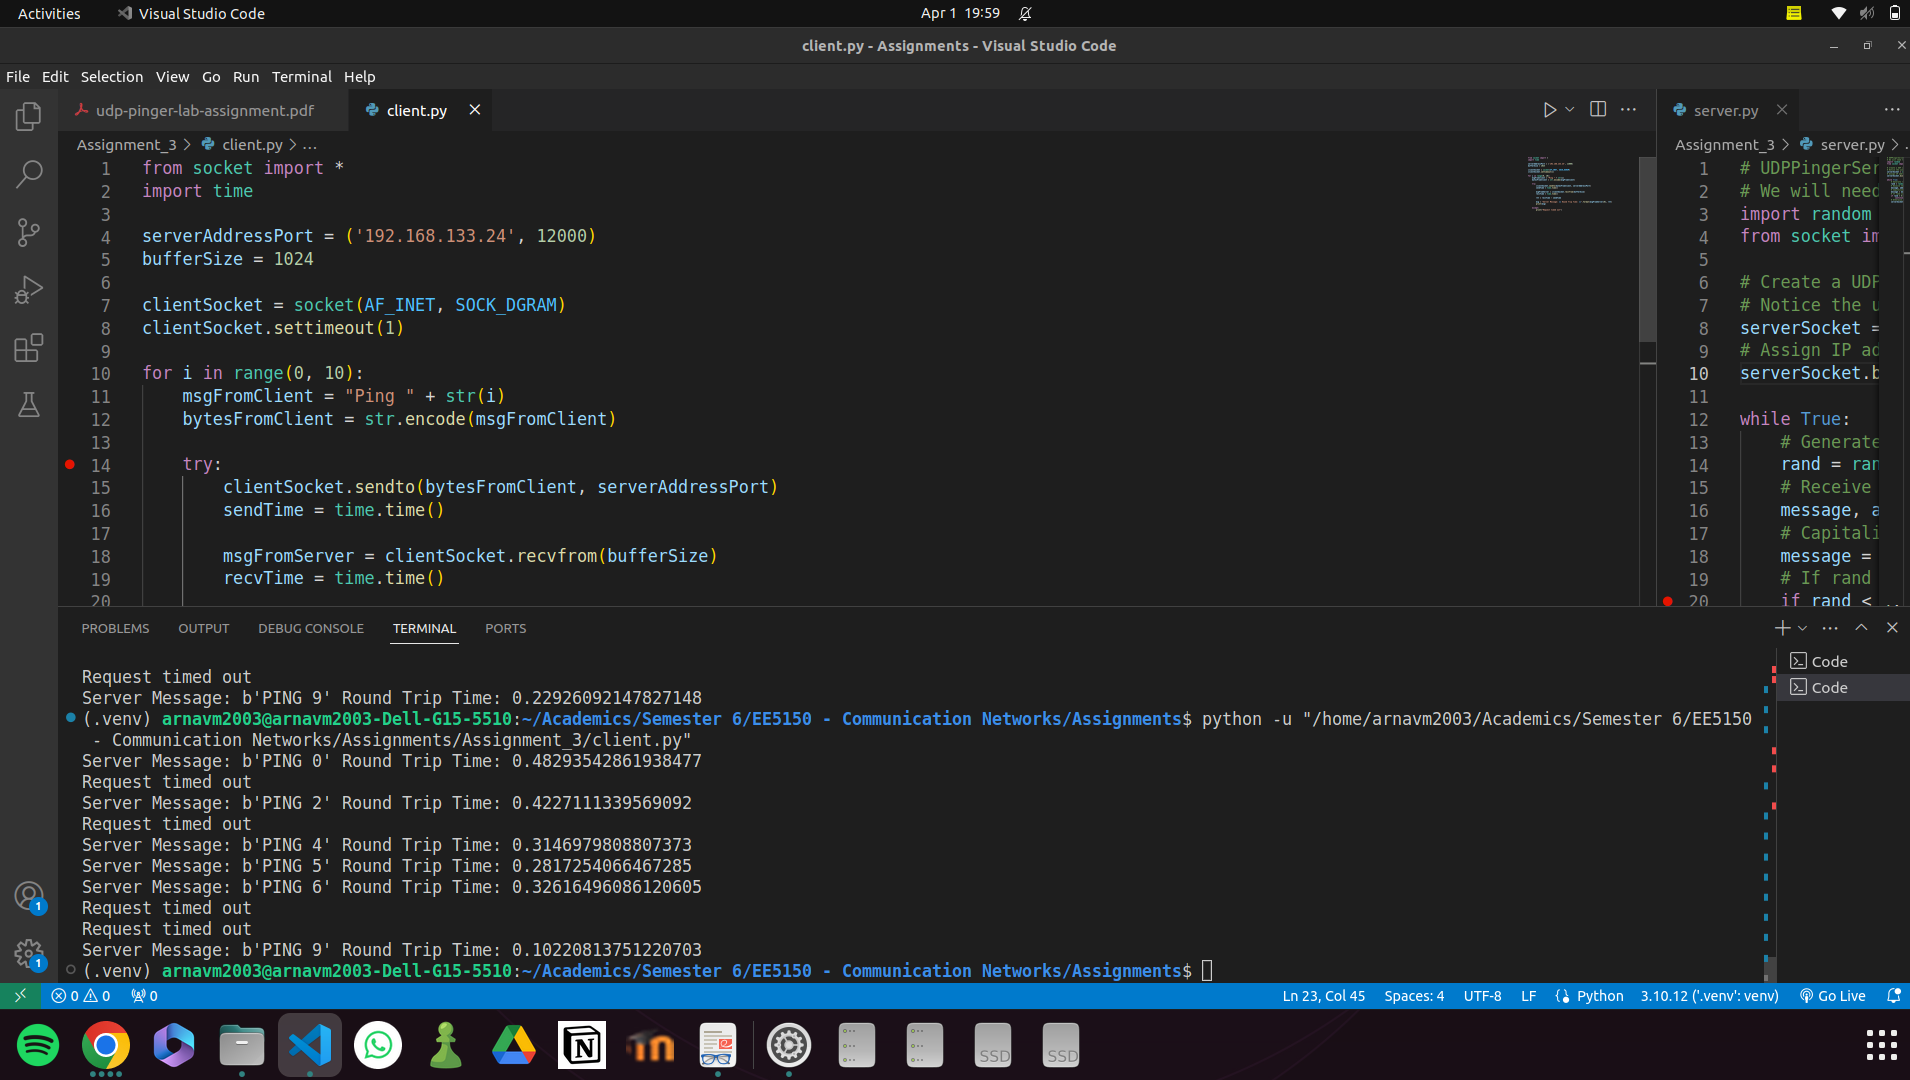 Activities
Visual Studio Code
Apr 1 19:59
client.py - Assignments - Visual Studio Code
File Edit Selection View Go Run Terminal Help
udp-pinger-lab-assignment.pdf
client.py
Assignment_3 > client.py > ...
1 from socket import *
2 import time
3
4 serverAddressPort = ('192.168.133.24', 12000)
5 bufferSize = 1024
6
7 clientSocket = socket(AF_INET, SOCK_DGRAM)
8 clientSocket.settimeout(1)
9
10 for i in range(0, 10):
11 msgFromClient = "Ping " + str(i)
12 bytesFromClient = str.encode(msgFromClient)
13
14 try:
15 clientSocket.sendto(bytesFromClient, serverAddressPort)
16 sendTime = time.time()
17
18 msgFromServer = clientSocket.recvfrom(bufferSize)
19 recvTime = time.time()
20
server.py
Assignment_3 > server.py > .
1 # UDPPingerSer
2 # We will need
3 import random
4 from socket im
5
6 # Create a UDP
7 # Notice the u
8 serverSocket =
9 # Assign IP ad
10 serverSocket.b
11
12 while True:
13 # Generate
14 rand = ran
15 # Receive
16 message, a
17 # Capitali
18 message =
19 # If rand
20 if rand <
PROBLEMS OUTPUT DEBUG CONSOLE TERMINAL PORTS
Request timed out
Server Message: b'PING 9' Round Trip Time: 0.22926092147827148
(.venv) arnavm2003@arnavm2003-Dell-G15-5510:~/Academics/Semester 6/EE5150 - Communication Networks/Assignments$ python -u "/home/arnavm2003/Academics/Semester 6/EE5150
- Communication Networks/Assignments/Assignment_3/client.py"
Server Message: b'PING 0' Round Trip Time: 0.48293542861938477
Request timed out
Server Message: b'PING 2' Round Trip Time: 0.4227111339569092
Request timed out
Server Message: b'PING 4' Round Trip Time: 0.3146979808807373
Server Message: b'PING 5' Round Trip Time: 0.2817254066467285
Server Message: b'PING 6' Round Trip Time: 0.32616496086120605
Request timed out
Request timed out
Server Message: b'PING 9' Round Trip Time: 0.10220813751220703
(.venv) arnavm2003@arnavm2003-Dell-G15-5510:~/Academics/Semester 6/EE5150 - Communication Networks/Assignments$
Code
Code
1
1
0 0 0
Ln 23, Col 45 Spaces: 4 UTF-8 LF Python 3.10.12 ('.venv': venv) Go Live
N
m
SSD
SSD